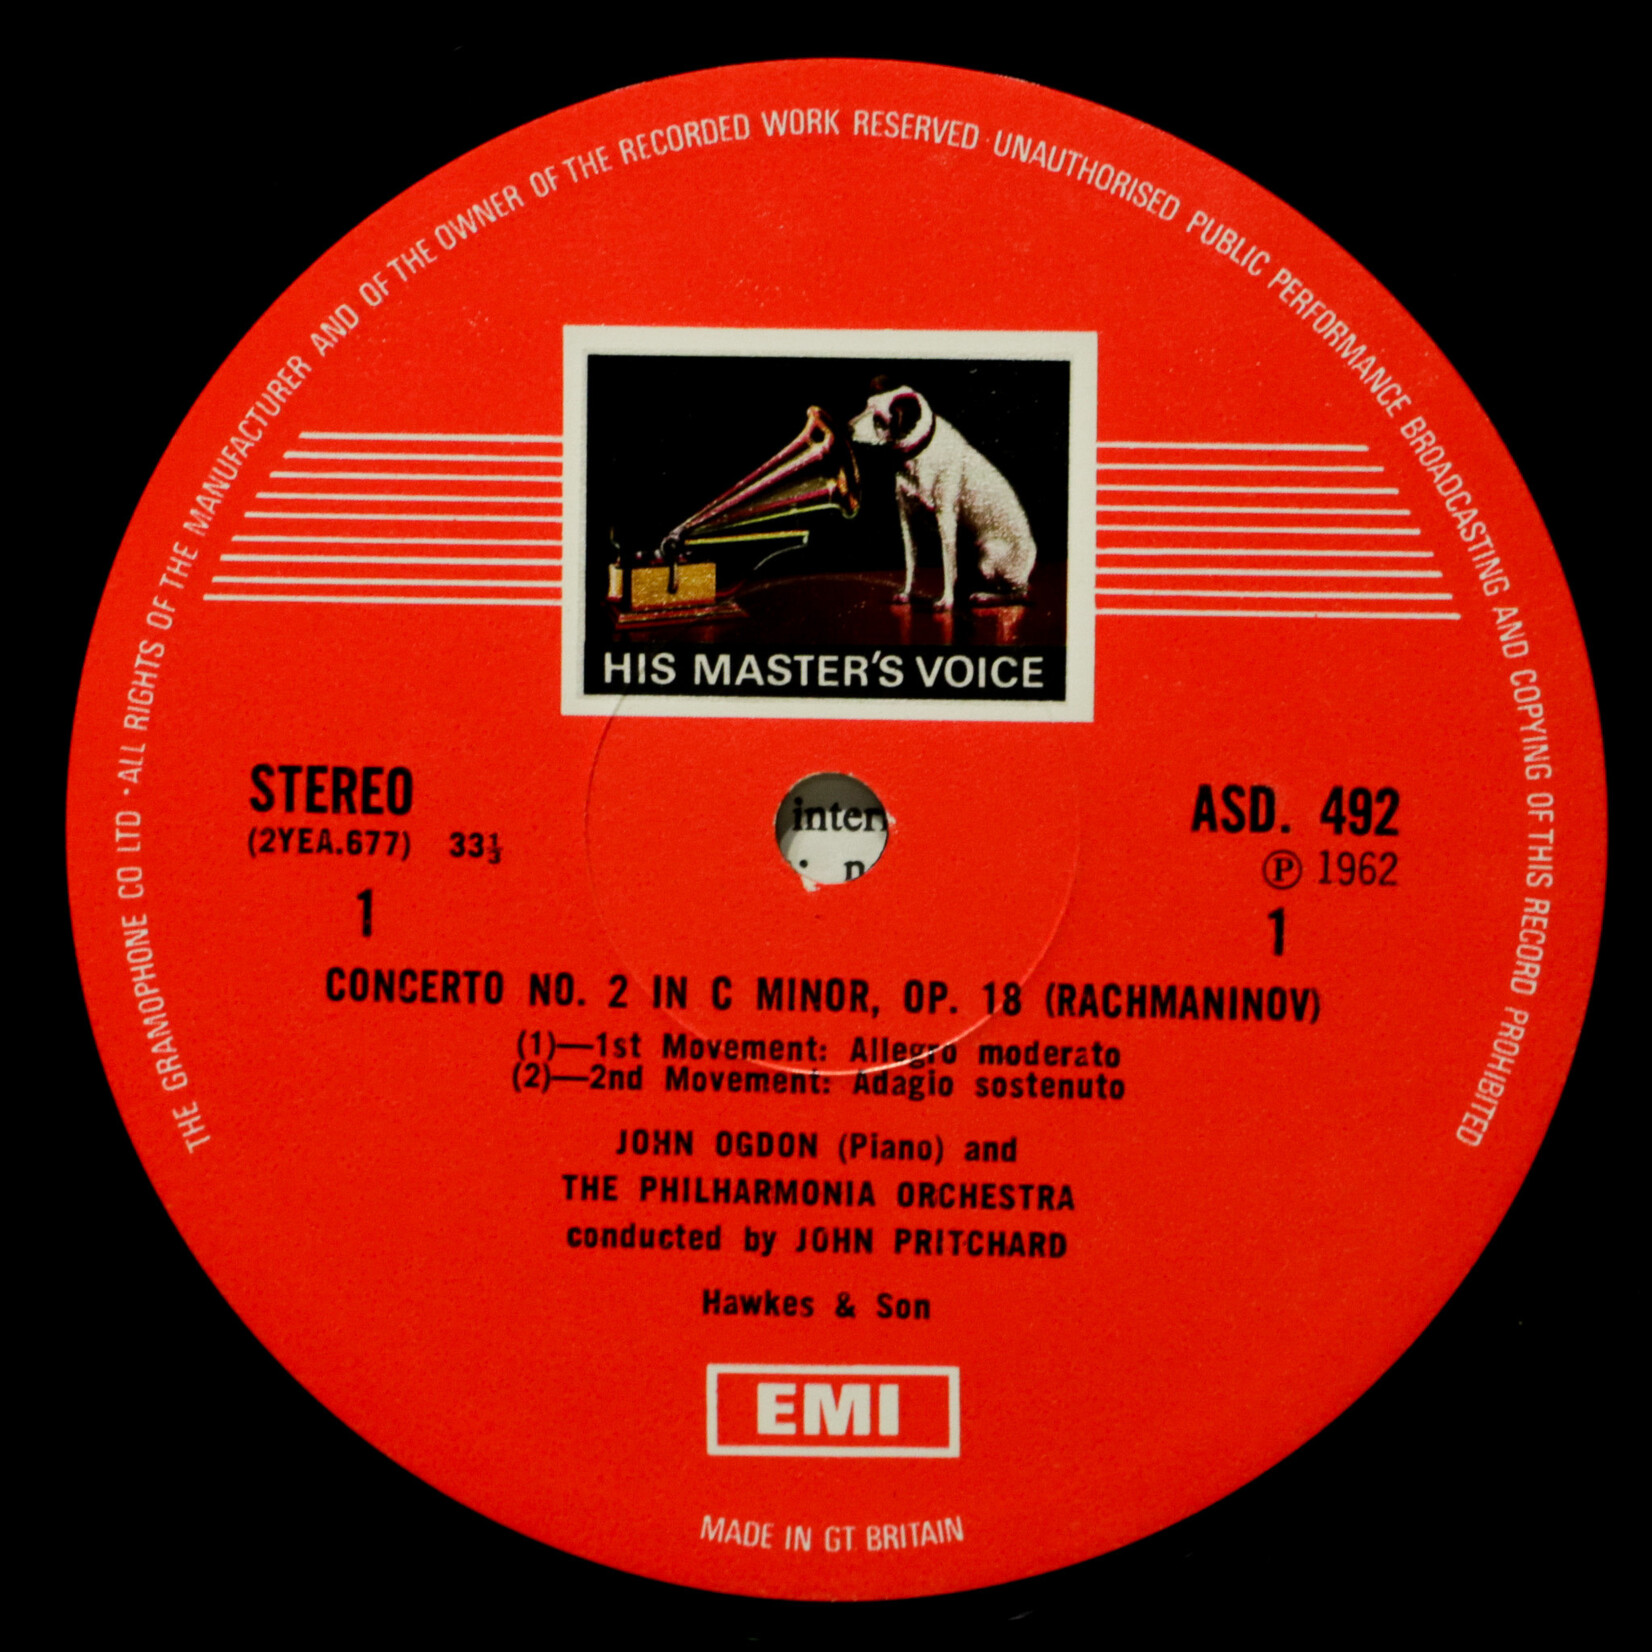 THE GRAMOPHONE CO LTD · ALL RIGHTS OF THE MANUFACTURER AND OF THE OWNER OF THE RECORDED WORK RESERVED · UNAUTHORISED PUBLIC PERFORMANCE BROADCASTING AND COPYING OF THIS RECORD PROHIBITED
HIS MASTER'S VOICE
STEREO
(2YEA.677) 33⅓
1
ASD. 492
℗ 1962
1
inter
n
CONCERTO NO. 2 IN C MINOR, OP. 18 (RACHMANINOV)
(1)—1st Movement: Allegro moderato
(2)—2nd Movement: Adagio sostenuto
JOHN OGDON (Piano) and
THE PHILHARMONIA ORCHESTRA
conducted by JOHN PRITCHARD
Hawkes & Son
EMI
MADE IN GT. BRITAIN